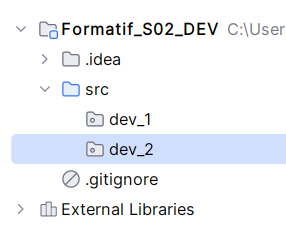 Formatif_S02_DEV C:\User
.idea
src
dev_1
dev_2
.gitignore
External Libraries